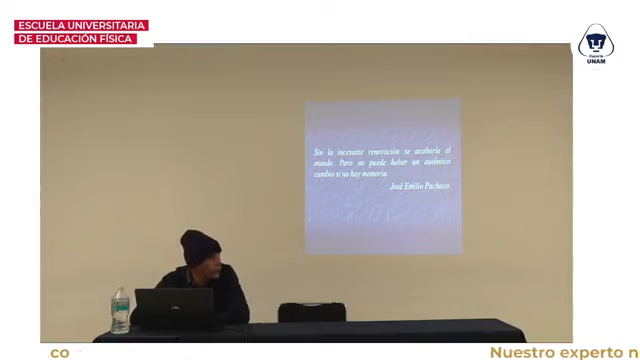 ESCUELA UNIVERSITARIA
DE EDUCACIÓN FÍSICA
Deporte
UNAM
Sin la incesante renovación se acabaría el
mundo. Pero no puede haber un auténtico
cambio si no hay memoria.
José Emilio Pacheco
co
Nuestro experto n